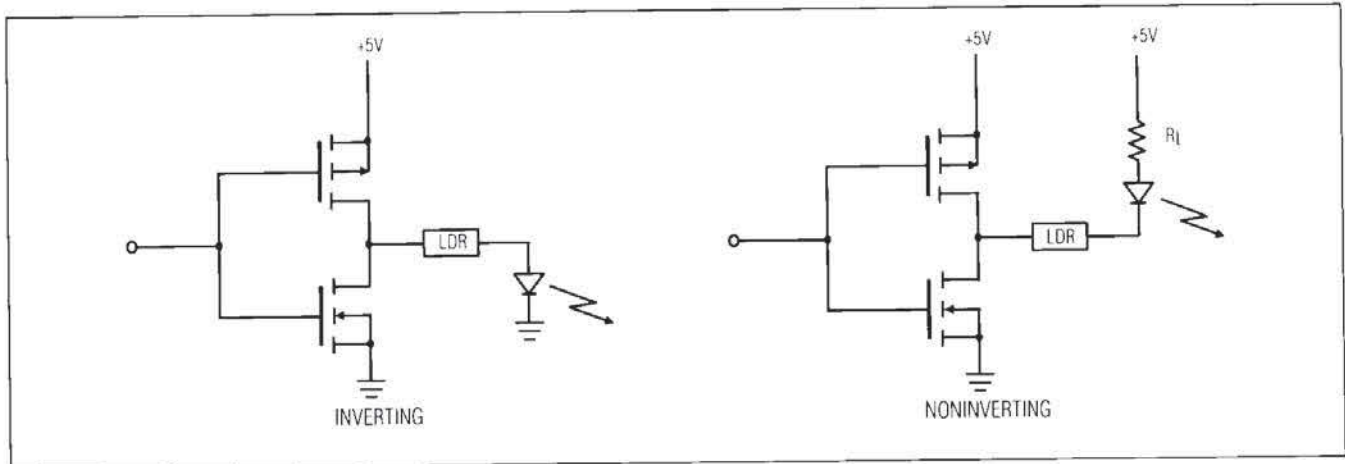 +5V
LDR
INVERTING
+5V
+5V
RL
LDR
NONINVERTING